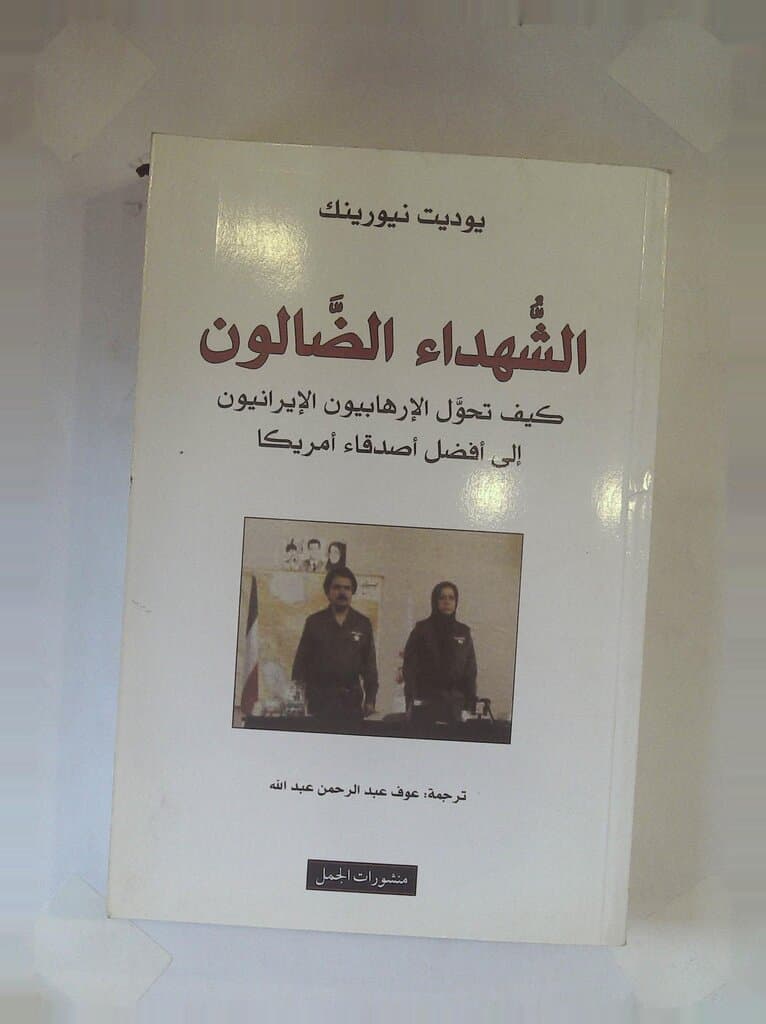 يوديت نيورينك
الشُّهداء الضَّالون
كيف تحوَّل الإرهابيون الإيرانيون
إلى أفضل أصدقاء أمريكا
ترجمة: عوف عبد الرحمن عبد الله
منشورات الجمل